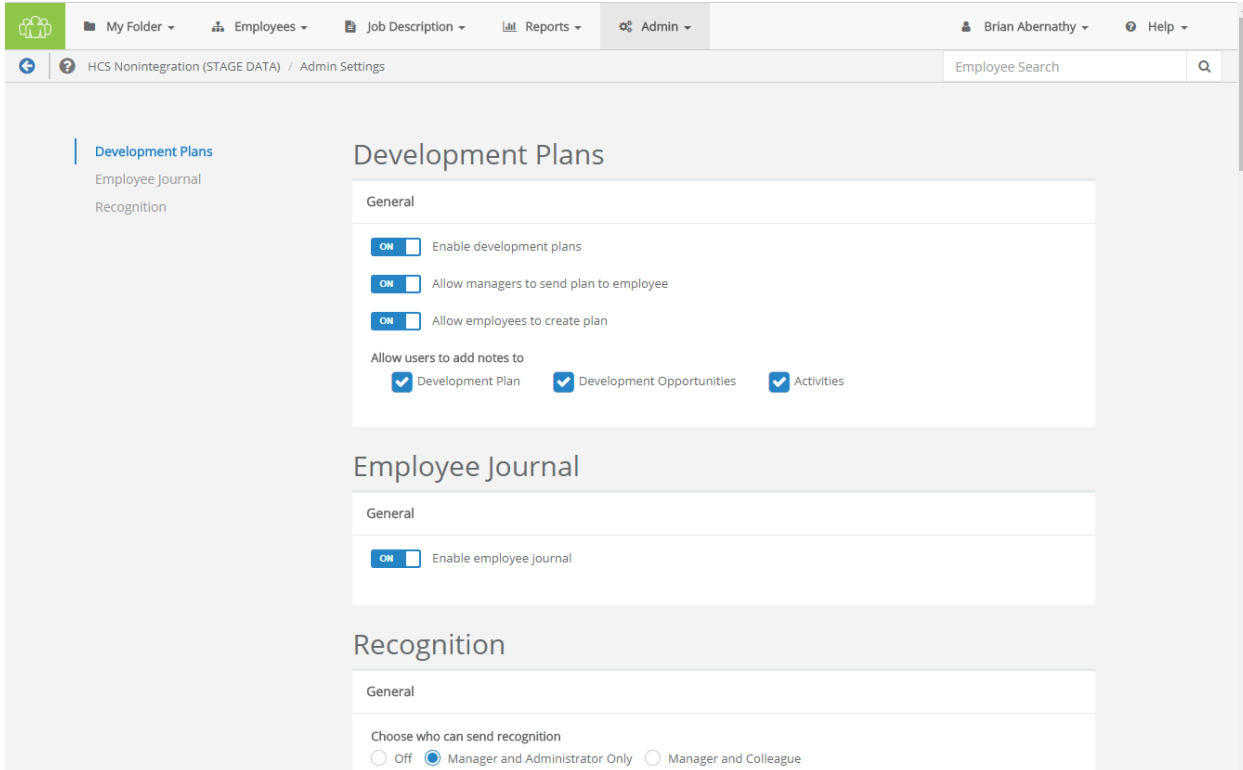 My Folder Employees Job Description Reports Admin Brian Abernathy Help
HCS Nonintegration (STAGE DATA) / Admin Settings Employee Search
Development Plans
Employee Journal
Recognition
Development Plans
General
ON Enable development plans
ON Allow managers to send plan to employee
ON Allow employees to create plan
Allow users to add notes to
Development Plan Development Opportunities Activities
Employee Journal
General
ON Enable employee journal
Recognition
General
Choose who can send recognition
Off Manager and Administrator Only Manager and Colleague